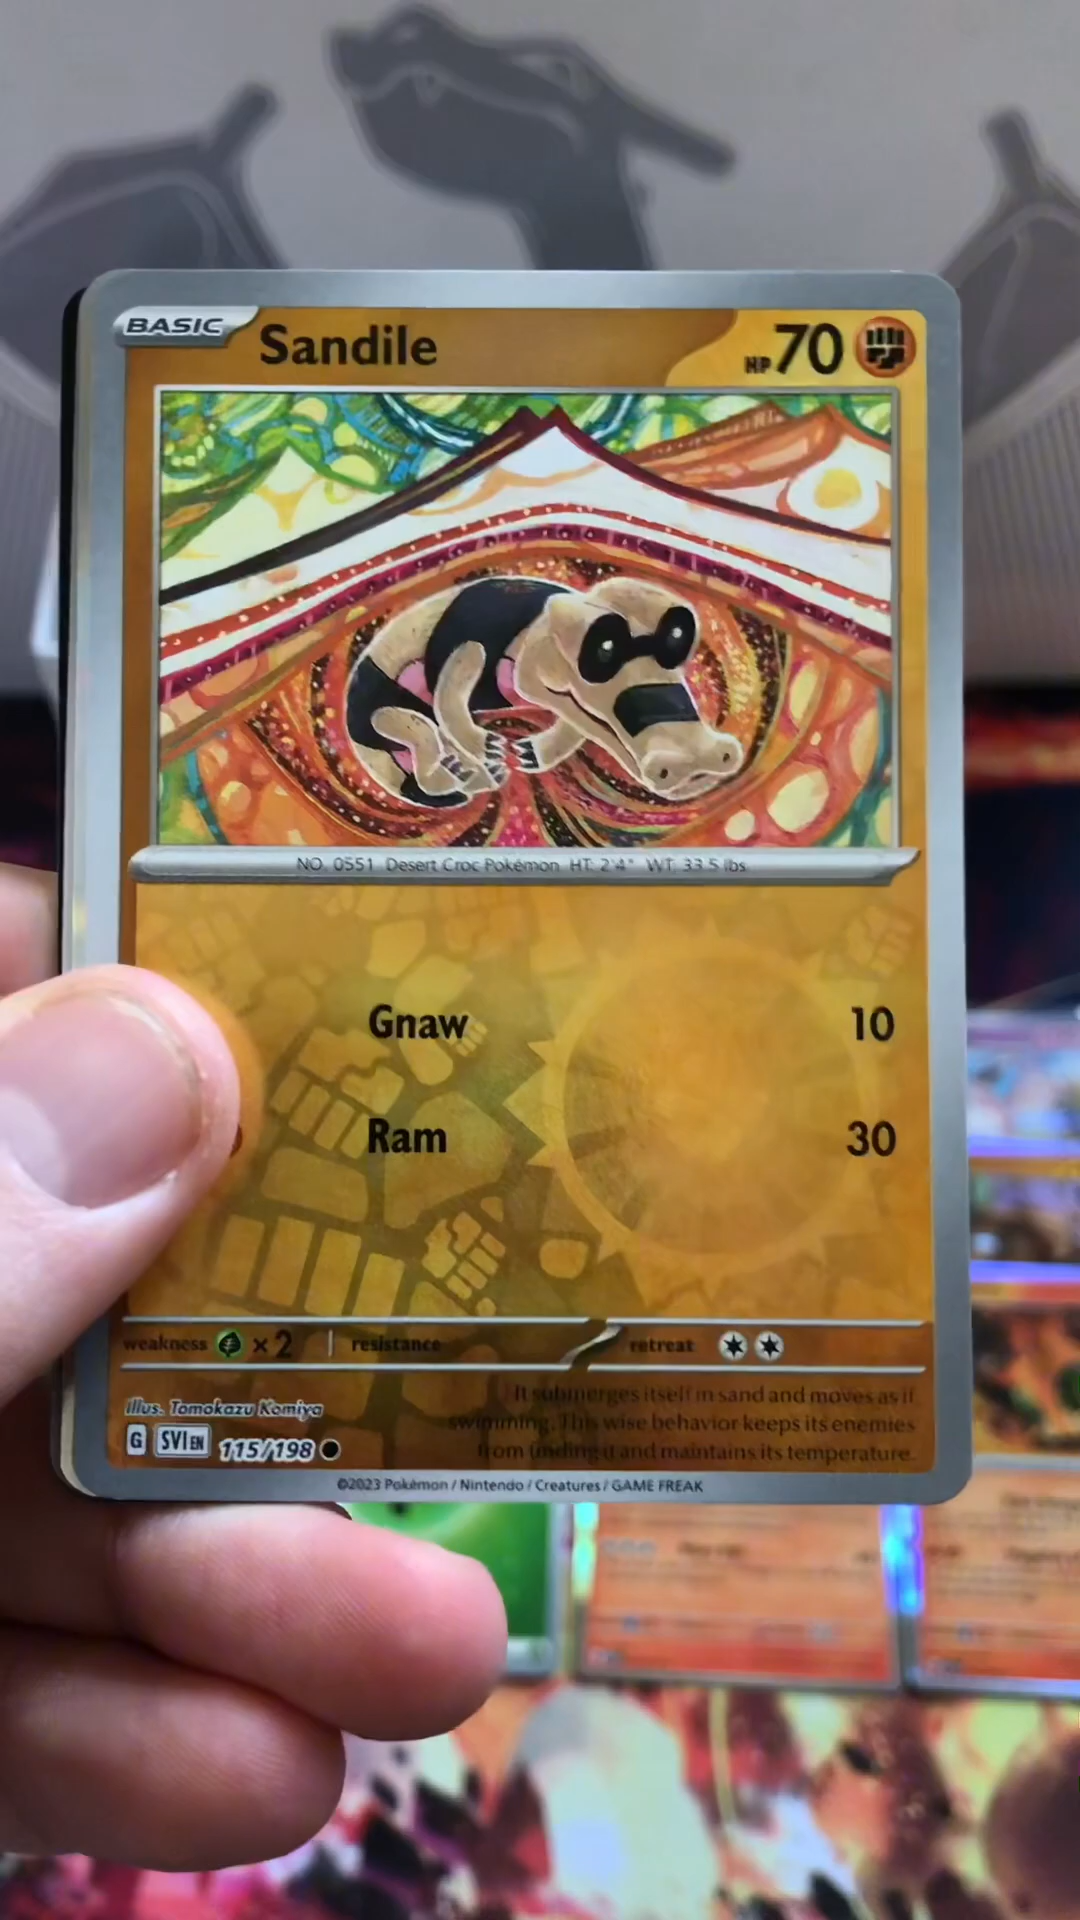 BASIC Sandile HP 70
NO. 0551 Desert Croc Pokémon HT: 2'4" WT: 33.5 lbs.
Gnaw 10
Ram 30
weakness ×2 resistance retreat
Illus. Tomokazu Komiya
It submerges itself in sand and moves as if
swimming. This wise behavior keeps its enemies
from finding it and maintains its temperature.
G SVI EN 115/198
©2023 Pokémon / Nintendo / Creatures / GAME FREAK